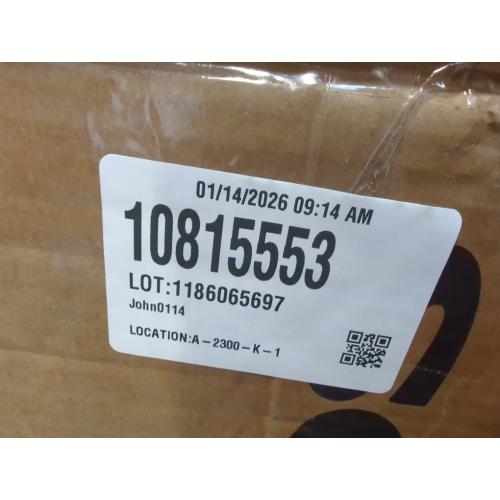 01/14/2026 09:14 AM
10815553
LOT:1186065697
John0114
LOCATION:A-2300-K-1